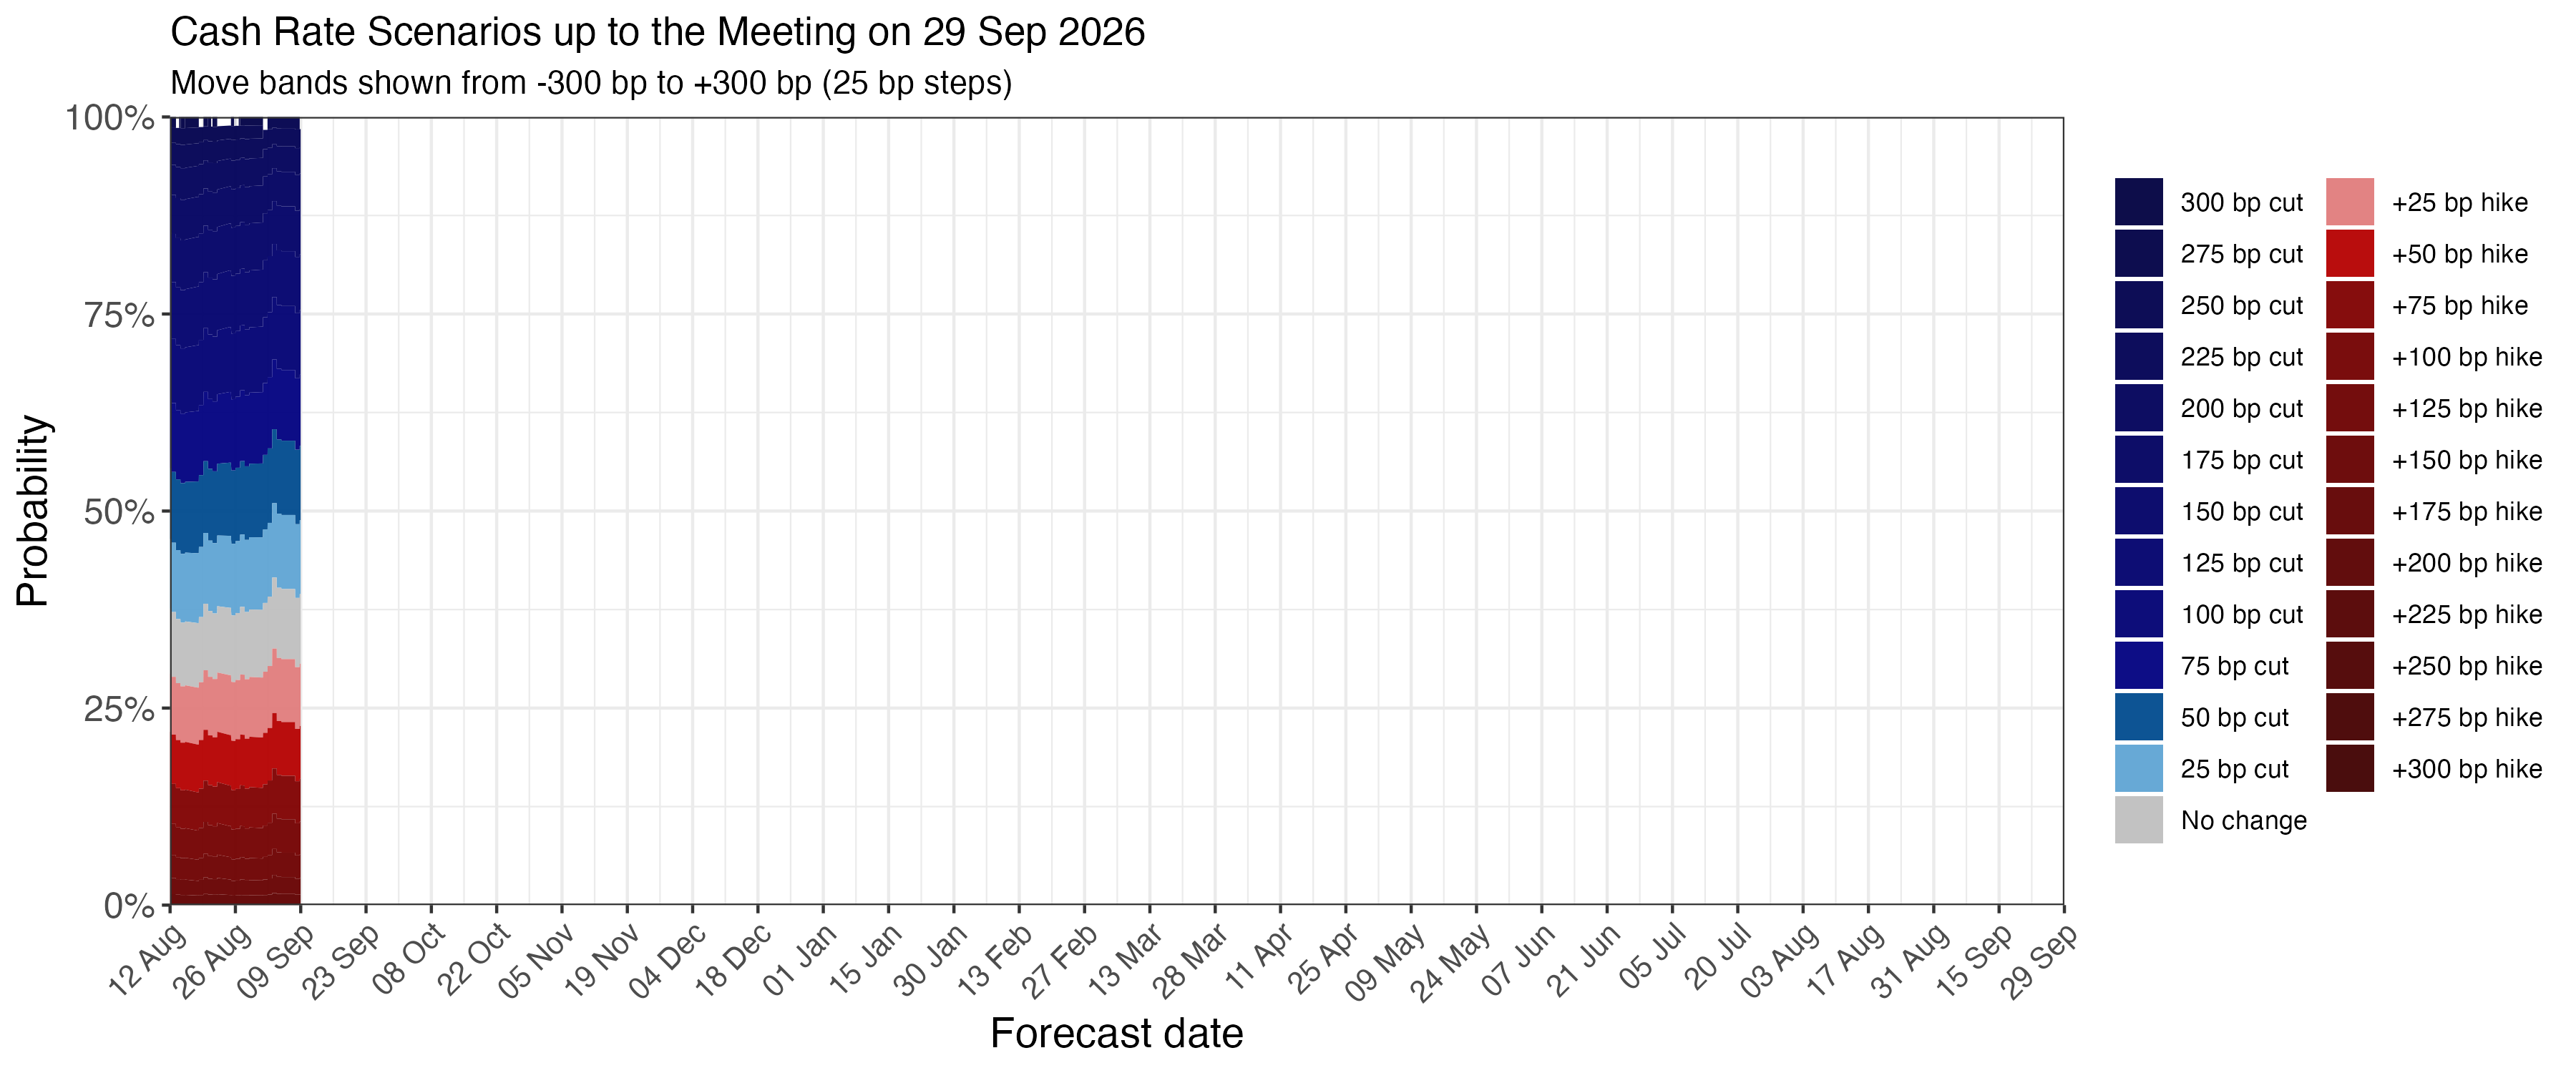 Cash Rate Scenarios up to the Meeting on 29 Sep 2026
Move bands shown from -300 bp to +300 bp (25 bp steps)
Probability
100%
75%
50%
25%
0%
12 Aug
26 Aug
09 Sep
23 Sep
08 Oct
22 Oct
05 Nov
19 Nov
04 Dec
18 Dec
01 Jan
15 Jan
30 Jan
13 Feb
27 Feb
13 Mar
28 Mar
11 Apr
25 Apr
09 May
24 May
07 Jun
21 Jun
05 Jul
20 Jul
03 Aug
17 Aug
31 Aug
15 Sep
29 Sep
Forecast date
300 bp cut
275 bp cut
250 bp cut
225 bp cut
200 bp cut
175 bp cut
150 bp cut
125 bp cut
100 bp cut
75 bp cut
50 bp cut
25 bp cut
No change
+25 bp hike
+50 bp hike
+75 bp hike
+100 bp hike
+125 bp hike
+150 bp hike
+175 bp hike
+200 bp hike
+225 bp hike
+250 bp hike
+275 bp hike
+300 bp hike